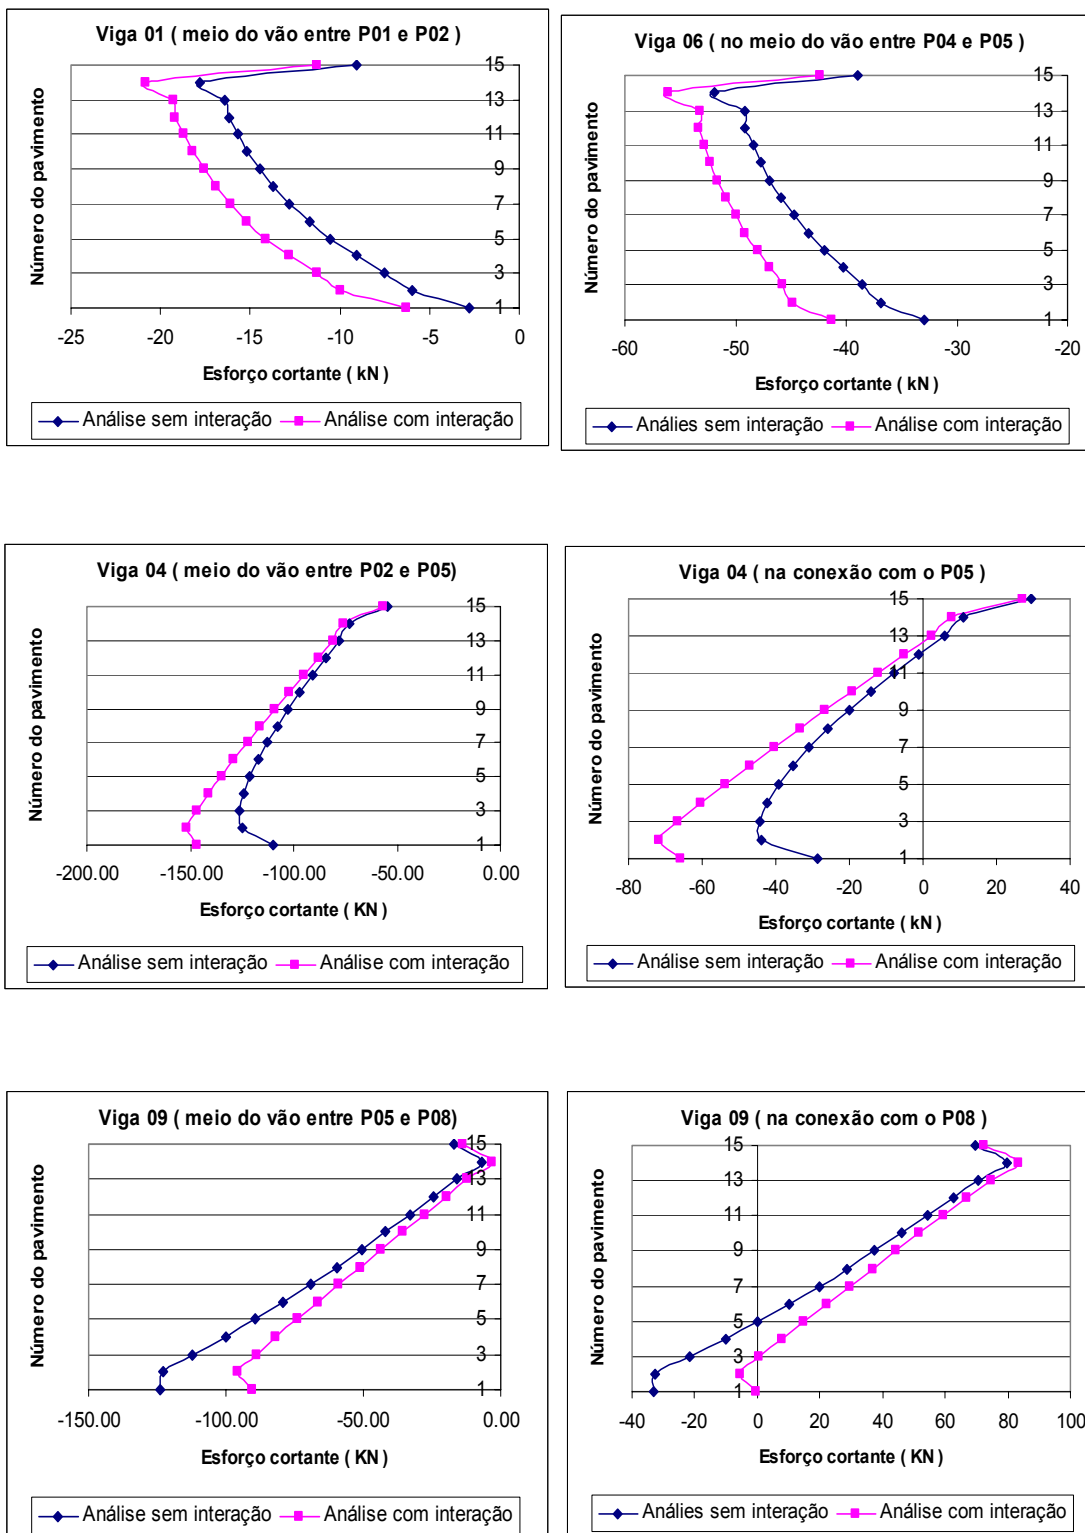 Viga 01 ( meio do vão entre P01 e P02 )
Número do pavimento
15
13
11
9
7
5
3
1
-25 -20 -15 -10 -5 0
Esforço cortante ( kN )
Análise sem interação Análise com interação
Viga 06 ( no meio do vão entre P04 e P05 )
Número do pavimento
15
13
11
9
7
5
3
1
-60 -50 -40 -30 -20
Esforço cortante ( kN )
Análies sem interação Análise com interação
Viga 04 ( meio do vão entre P02 e P05)
Número do pavimento
15
13
11
9
7
5
3
1
-200.00 -150.00 -100.00 -50.00 0.00
Esforço cortante ( KN )
Análise sem interação Análise com interação
Viga 04 ( na conexão com o P05 )
Número do pavimento
15
13
11
9
7
5
3
1
-80 -60 -40 -20 0 20 40
Esforço cortante ( kN )
Análise sem interação Análise com interação
Viga 09 ( meio do vão entre P05 e P08)
Número do pavimento
15
13
11
9
7
5
3
1
-150.00 -100.00 -50.00 0.00
Esforço cortante ( KN )
Análise sem interação Análise com interação
Viga 09 ( na conexão com o P08 )
Número do pavimento
15
13
11
9
7
5
3
1
-40 -20 0 20 40 60 80 100
Esforço cortante ( KN )
Análies sem interação Análise com interação